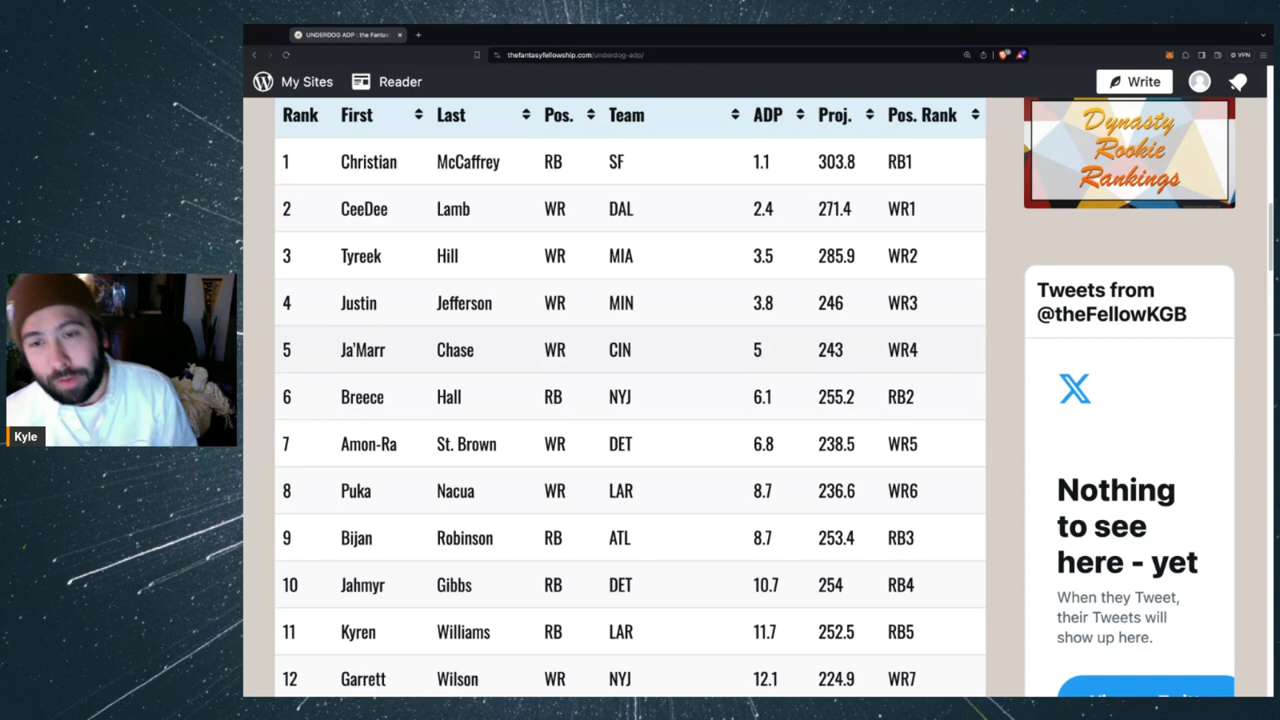 UNDERDOG ADP : the Fantas
thefantasyfellowship.com/underdog-adp/
VPN
My Sites
Reader
Write
Rank First Last Pos. Team ADP Proj. Pos. Rank
1 Christian McCaffrey RB SF 1.1 303.8 RB1
2 CeeDee Lamb WR DAL 2.4 271.4 WR1
3 Tyreek Hill WR MIA 3.5 285.9 WR2
4 Justin Jefferson WR MIN 3.8 246 WR3
5 Ja'Marr Chase WR CIN 5 243 WR4
6 Breece Hall RB NYJ 6.1 255.2 RB2
7 Amon-Ra St. Brown WR DET 6.8 238.5 WR5
8 Puka Nacua WR LAR 8.7 236.6 WR6
9 Bijan Robinson RB ATL 8.7 253.4 RB3
10 Jahmyr Gibbs RB DET 10.7 254 RB4
11 Kyren Williams RB LAR 11.7 252.5 RB5
12 Garrett Wilson WR NYJ 12.1 224.9 WR7
Dynasty
Rookie
Rankings
Tweets from
@theFellowKGB
Nothing
to see
here - yet
When they Tweet,
their Tweets will
show up here.
Kyle